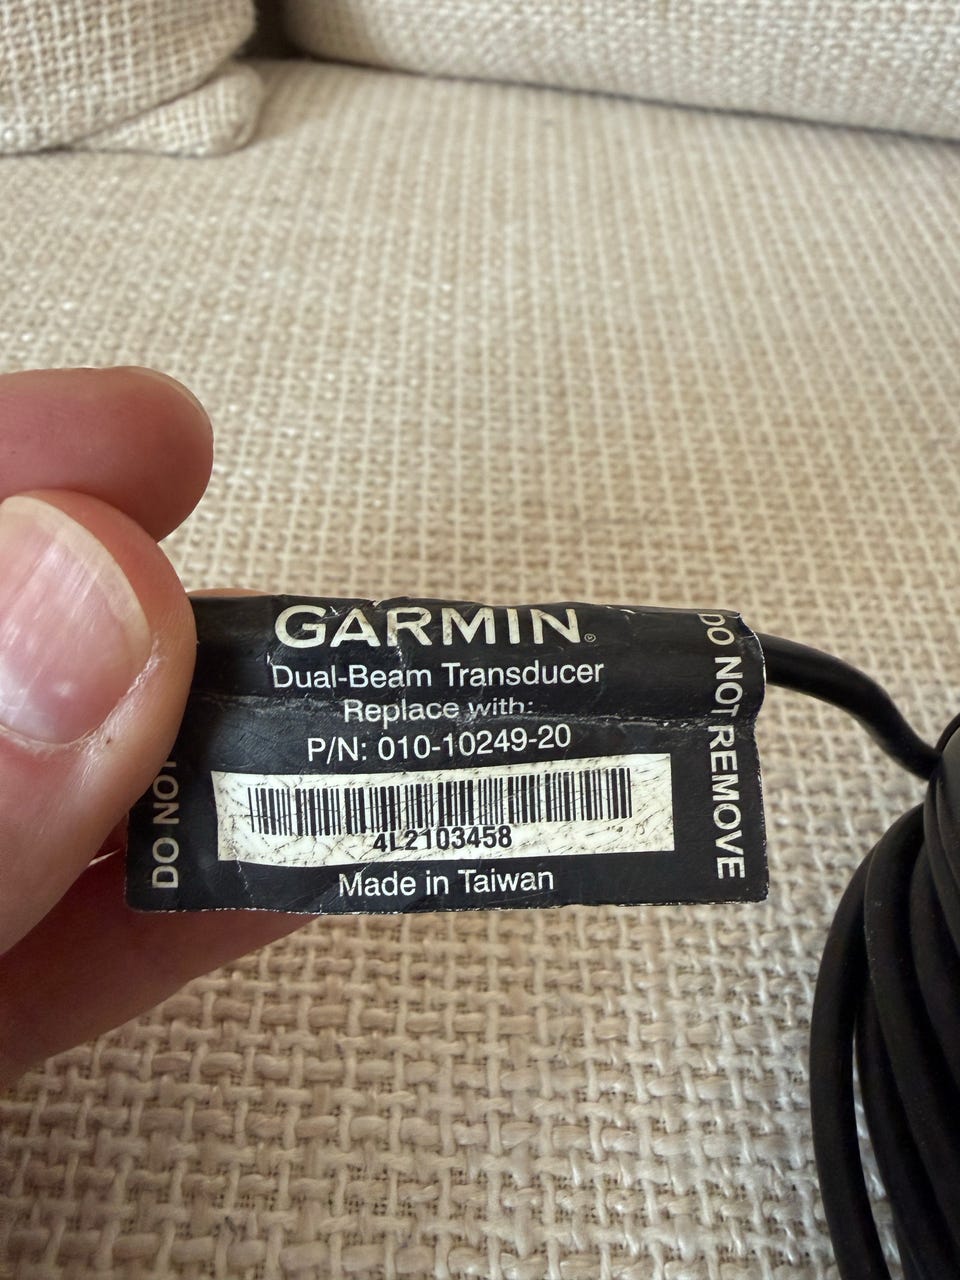 GARMIN®
Dual-Beam Transducer
Replace with:
P/N: 010-10249-20
4L2103458
Made in Taiwan
DO NOT
DO NOT REMOVE